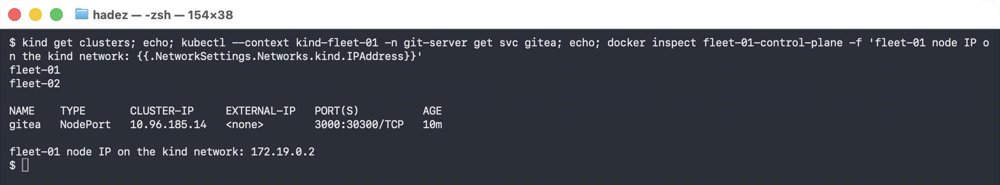 hadez — -zsh — 154×38
$ kind get clusters; echo; kubectl --context kind-fleet-01 -n git-server get svc gitea; echo; docker inspect fleet-01-control-plane -f 'fleet-01 node IP o
n the kind network: {{.NetworkSettings.Networks.kind.IPAddress}}'
fleet-01
fleet-02
NAME    TYPE       CLUSTER-IP     EXTERNAL-IP   PORT(S)          AGE
gitea   NodePort   10.96.185.14   <none>        3000:30300/TCP   10m
fleet-01 node IP on the kind network: 172.19.0.2
$